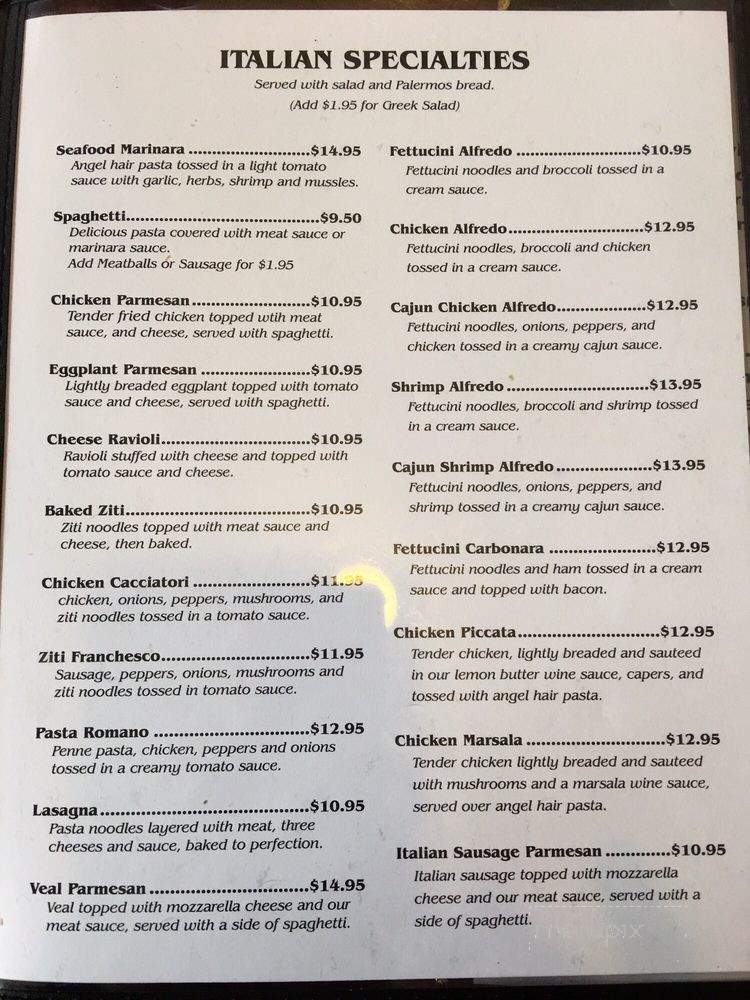 ITALIAN SPECIALTIES
Served with salad and Palermos bread.
(Add $1.95 for Greek Salad)
Seafood Marinara ..............................$14.95
Angel hair pasta tossed in a light tomato
sauce with garlic, herbs, shrimp and mussles.
Spaghetti.......................................$9.50
Delicious pasta covered with meat sauce or
marinara sauce.
Add Meatballs or Sausage for $1.95
Chicken Parmesan.............................$10.95
Tender fried chicken topped wtih meat
sauce, and cheese, served with spaghetti.
Eggplant Parmesan ...........................$10.95
Lightly breaded eggplant topped with tomato
sauce and cheese, served with spaghetti.
Cheese Ravioli..................................$10.95
Ravioli stuffed with cheese and topped with
tomato sauce and cheese.
Baked Ziti........................................$10.95
Ziti noodles topped with meat sauce and
cheese, then baked.
Chicken Cacciatori .............................$11.95
chicken, onions, peppers, mushrooms, and
ziti noodles tossed in a tomato sauce.
Ziti Franchesco..................................$11.95
Sausage, peppers, onions, mushrooms and
ziti noodles tossed in tomato sauce.
Pasta Romano ...................................$12.95
Penne pasta, chicken, peppers and onions
tossed in a creamy tomato sauce.
Lasagna...........................................$10.95
Pasta noodles layered with meat, three
cheeses and sauce, baked to perfection.
Veal Parmesan ..................................$14.95
Veal topped with mozzarella cheese and our
meat sauce, served with a side of spaghetti.
Fettucini Alfredo ..............................$10.95
Fettucini noodles and broccoli tossed in a
cream sauce.
Chicken Alfredo................................$12.95
Fettucini noodles, broccoli and chicken
tossed in a cream sauce.
Cajun Chicken Alfredo.....................$12.95
Fettucini noodles, onions, peppers, and
chicken tossed in a creamy cajun sauce.
Shrimp Alfredo .................................$13.95
Fettucini noodles, broccoli and shrimp tossed
in a cream sauce.
Cajun Shrimp Alfredo......................$13.95
Fettucini noodles, onions, peppers, and
shrimp tossed in a creamy cajun sauce.
Fettucini Carbonara .........................$12.95
Fettucini noodles and ham tossed in a cream
sauce and topped with bacon.
Chicken Piccata.................................$12.95
Tender chicken, lightly breaded and sauteed
in our lemon butter wine sauce, capers, and
tossed with angel hair pasta.
Chicken Marsala ................................$12.95
Tender chicken lightly breaded and sauteed
with mushrooms and a marsala wine sauce,
served over angel hair pasta.
Italian Sausage Parmesan ...............$10.95
Italian sausage topped with mozzarella
cheese and our meat sauce, served with a
side of spaghetti.
menupix